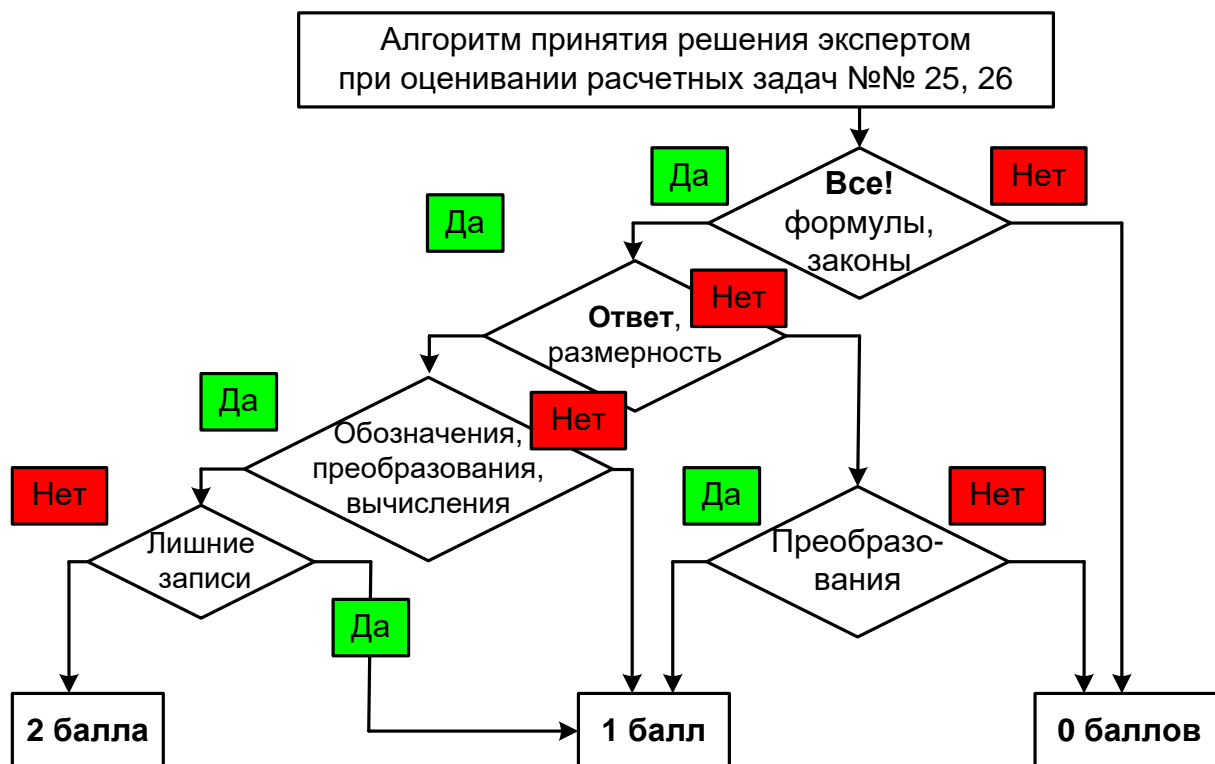 Алгоритм принятия решения экспертом
при оценивании расчетных задач №№ 25, 26
Да
Все!
формулы,
законы
Нет
Да
Ответ,
размерность
Нет
Да
Обозначения,
преобразования,
вычисления
Нет
Нет
Лишние
записи
Да
Да
Преобразо-
вания
Нет
2 балла
1 балл
0 баллов